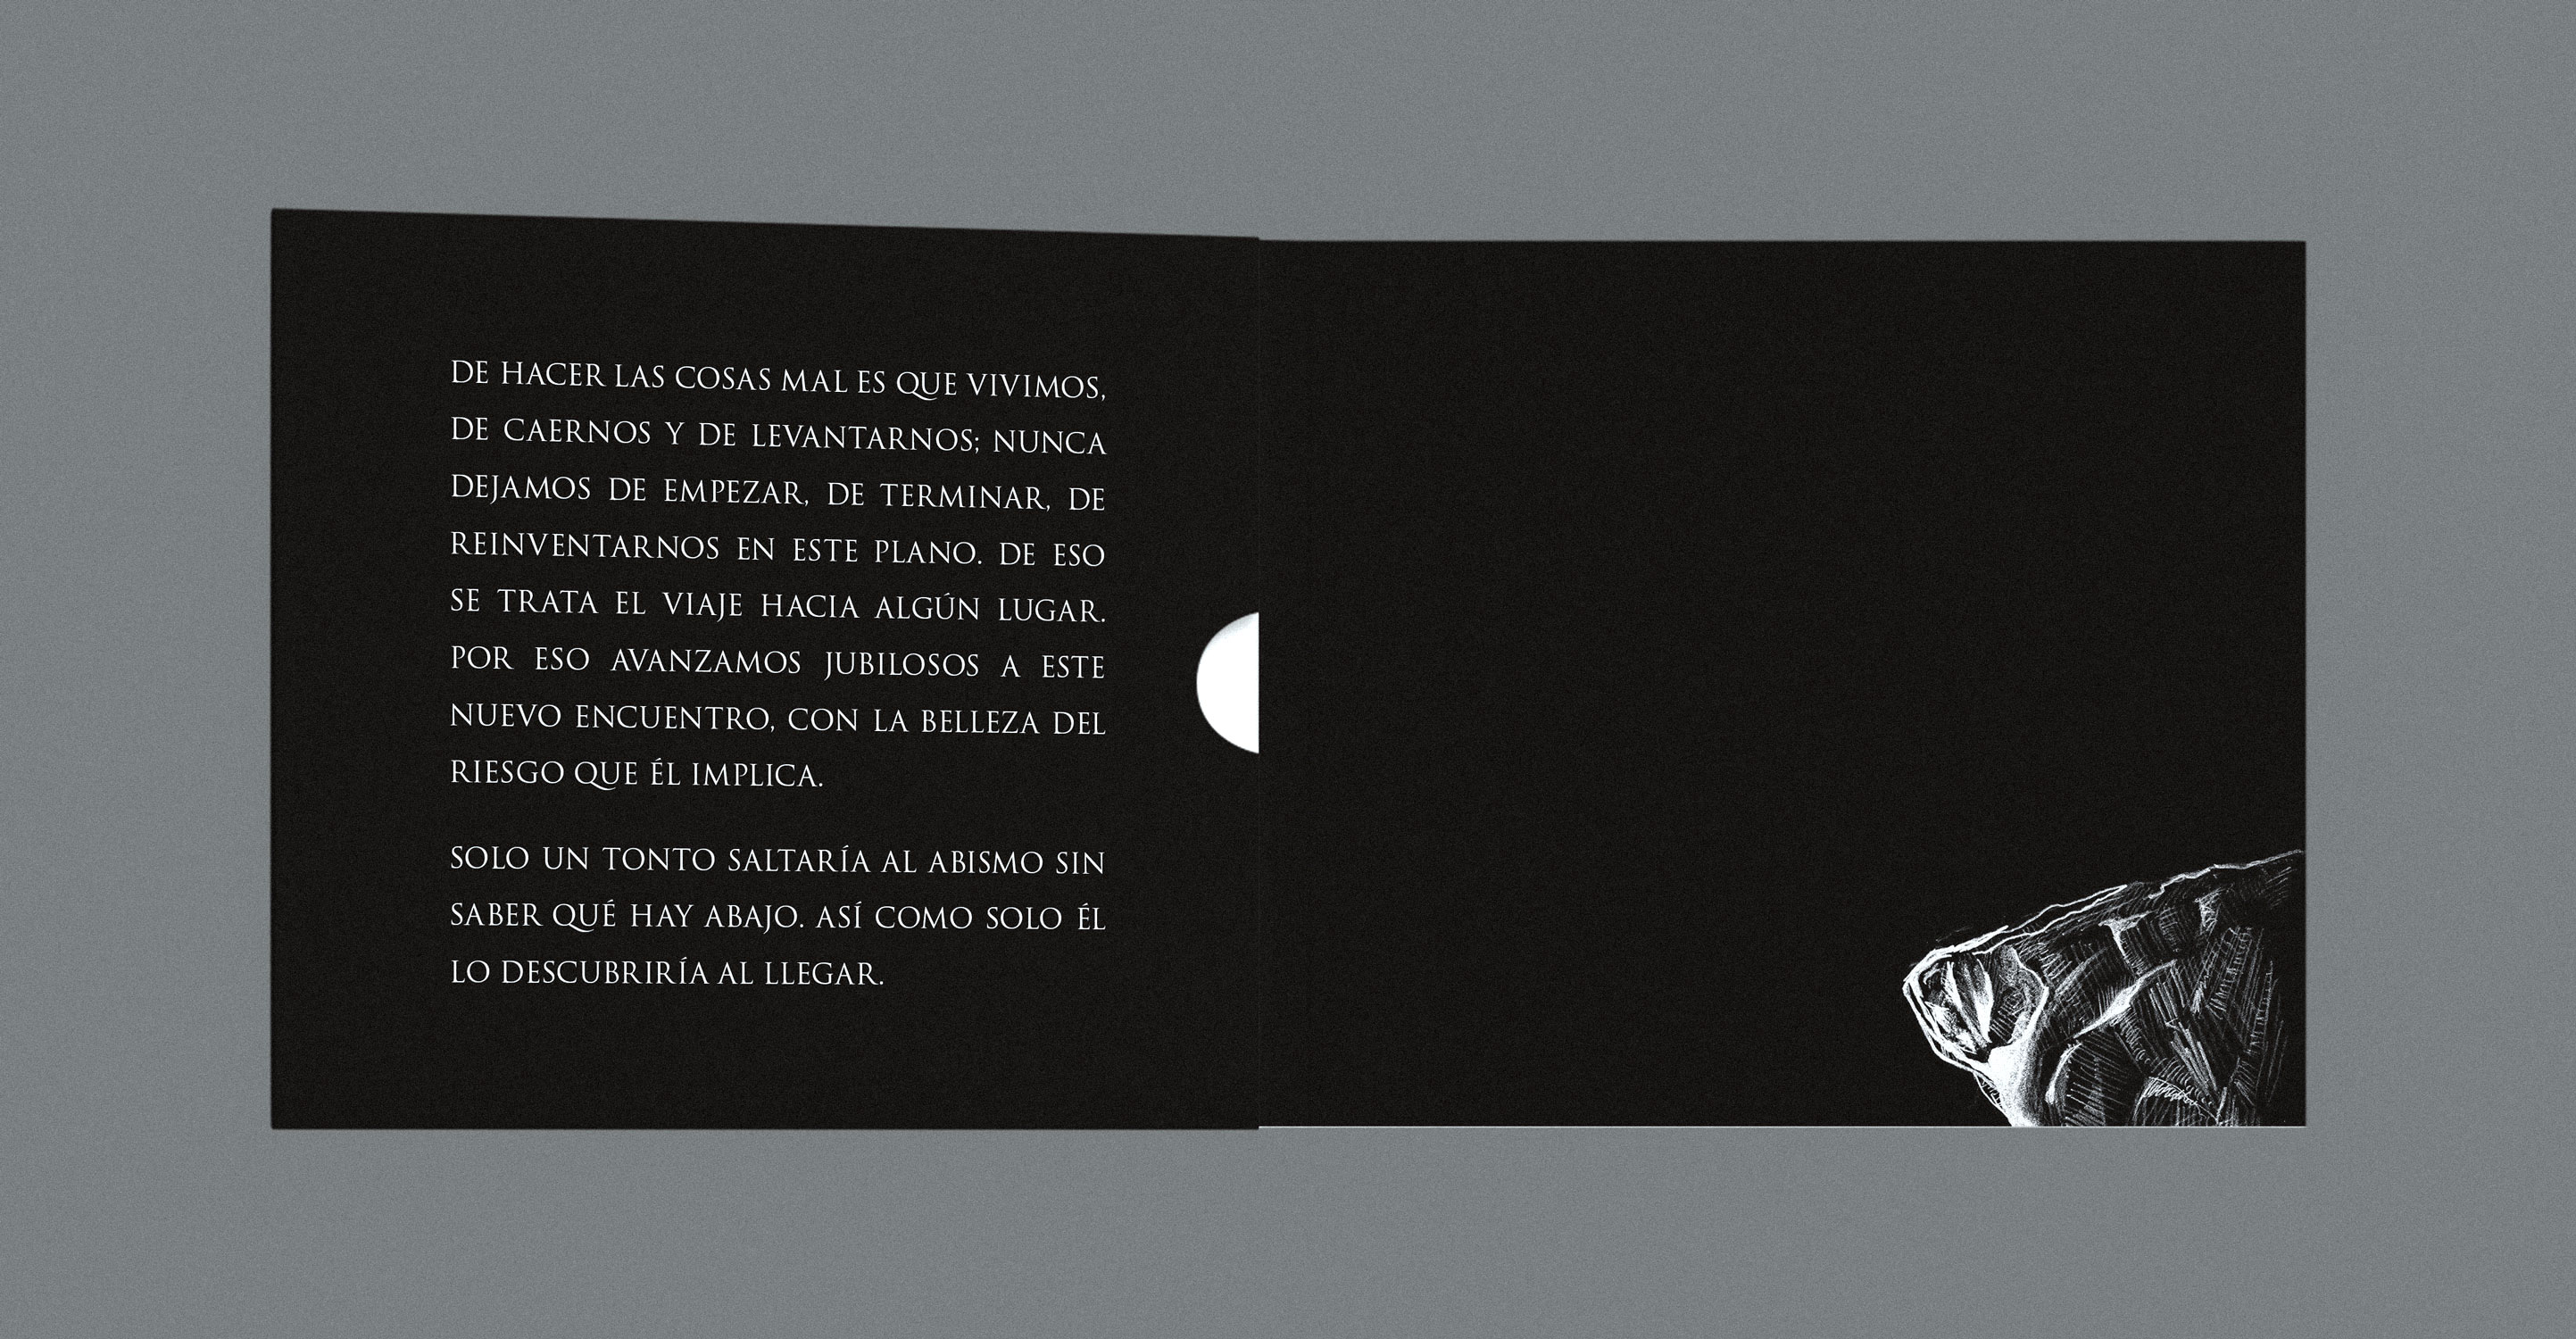 DE HACER LAS COSAS MAL ES QUE VIVIMOS,
DE CAERNOS Y DE LEVANTARNOS; NUNCA
DEJAMOS DE EMPEZAR, DE TERMINAR, DE
REINVENTARNOS EN ESTE PLANO. DE ESO
SE TRATA EL VIAJE HACIA ALGÚN LUGAR.
POR ESO AVANZAMOS JUBILOSOS A ESTE
NUEVO ENCUENTRO, CON LA BELLEZA DEL
RIESGO QUE ÉL IMPLICA.
SOLO UN TONTO SALTARÍA AL ABISMO SIN
SABER QUÉ HAY ABAJO. ASÍ COMO SOLO ÉL
LO DESCUBRIRÍA AL LLEGAR.